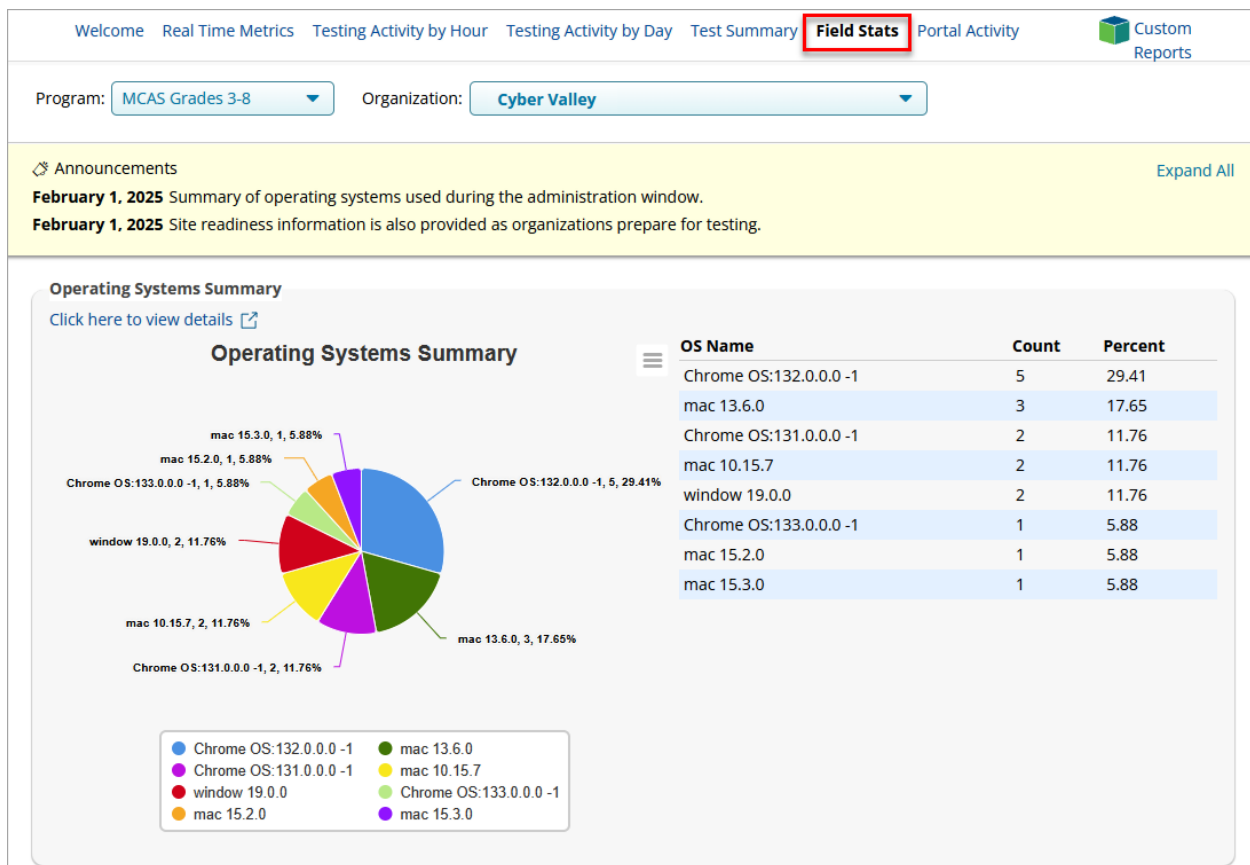 Welcome Real Time Metrics Testing Activity by Hour Testing Activity by Day Test Summary Field Stats Portal Activity Custom Reports
Program: MCAS Grades 3-8 Organization: Cyber Valley
Announcements Expand All
February 1, 2025 Summary of operating systems used during the administration window.
February 1, 2025 Site readiness information is also provided as organizations prepare for testing.
Operating Systems Summary
Click here to view details
Operating Systems Summary
mac 15.3.0, 1, 5.88%
mac 15.2.0, 1, 5.88%
Chrome OS:133.0.0.0 -1, 1, 5.88%
Chrome OS:132.0.0.0 -1, 5, 29.41%
window 19.0.0, 2, 11.76%
mac 10.15.7, 2, 11.76%
mac 13.6.0, 3, 17.65%
Chrome OS:131.0.0.0 -1, 2, 11.76%
Chrome OS:132.0.0.0 -1 mac 13.6.0
Chrome OS:131.0.0.0 -1 mac 10.15.7
window 19.0.0 Chrome OS:133.0.0.0 -1
mac 15.2.0 mac 15.3.0
OS Name Count Percent
Chrome OS:132.0.0.0 -1 5 29.41
mac 13.6.0 3 17.65
Chrome OS:131.0.0.0 -1 2 11.76
mac 10.15.7 2 11.76
window 19.0.0 2 11.76
Chrome OS:133.0.0.0 -1 1 5.88
mac 15.2.0 1 5.88
mac 15.3.0 1 5.88